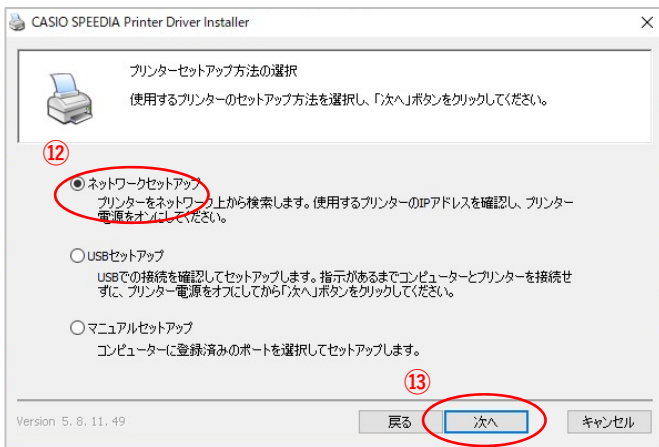 CASIO SPEEDIA Printer Driver Installer
プリンターセットアップ方法の選択
使用するプリンターのセットアップ方法を選択し、「次へ」ボタンをクリックしてください。
⑫
ネットワークセットアップ
プリンターをネットワーク上から検索します。使用するプリンターのIPアドレスを確認し、プリンター
電源をオンにしてください。
USBセットアップ
USBでの接続を確認してセットアップします。指示があるまでコンピューターとプリンターを接続せ
ずに、プリンター電源をオフにしてから「次へ」ボタンをクリックしてください。
マニュアルセットアップ
コンピューターに登録済みのポートを選択してセットアップします。
⑬
Version 5. 8. 11. 49
戻る 次へ キャンセル